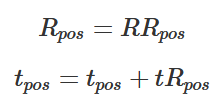 R_{pos} = RR_{pos}
t_{pos} = t_{pos} + tR_{pos}